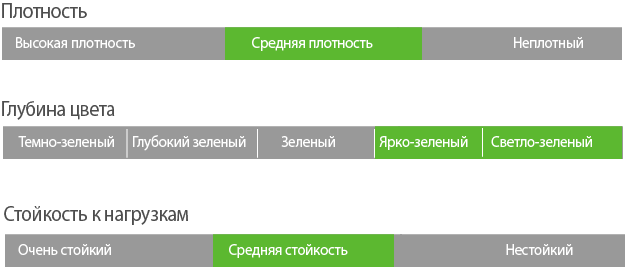 Плотность
Высокая плотность Средняя плотность Неплотный
Глубина цвета
Темно-зеленый Глубокий зеленый Зеленый Ярко-зеленый Светло-зеленый
Стойкость к нагрузкам
Очень стойкий Средняя стойкость Нестойкий